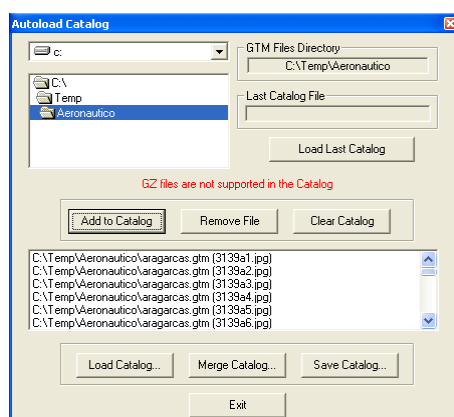 Autoload Catalog
c:
GTM Files Directory
C:\Temp\Aeronautico
C:\
Temp
Aeronautico
Last Catalog File
Load Last Catalog
GZ files are not supported in the Catalog
Add to Catalog
Remove File
Clear Catalog
C:\Temp\Aeronautico\aragarcas.gtm (3139a1.jpg)
C:\Temp\Aeronautico\aragarcas.gtm (3139a2.jpg)
C:\Temp\Aeronautico\aragarcas.gtm (3139a3.jpg)
C:\Temp\Aeronautico\aragarcas.gtm (3139a4.jpg)
C:\Temp\Aeronautico\aragarcas.gtm (3139a5.jpg)
C:\Temp\Aeronautico\aragarcas.gtm (3139a6.jpg)
Load Catalog...
Merge Catalog...
Save Catalog...
Exit